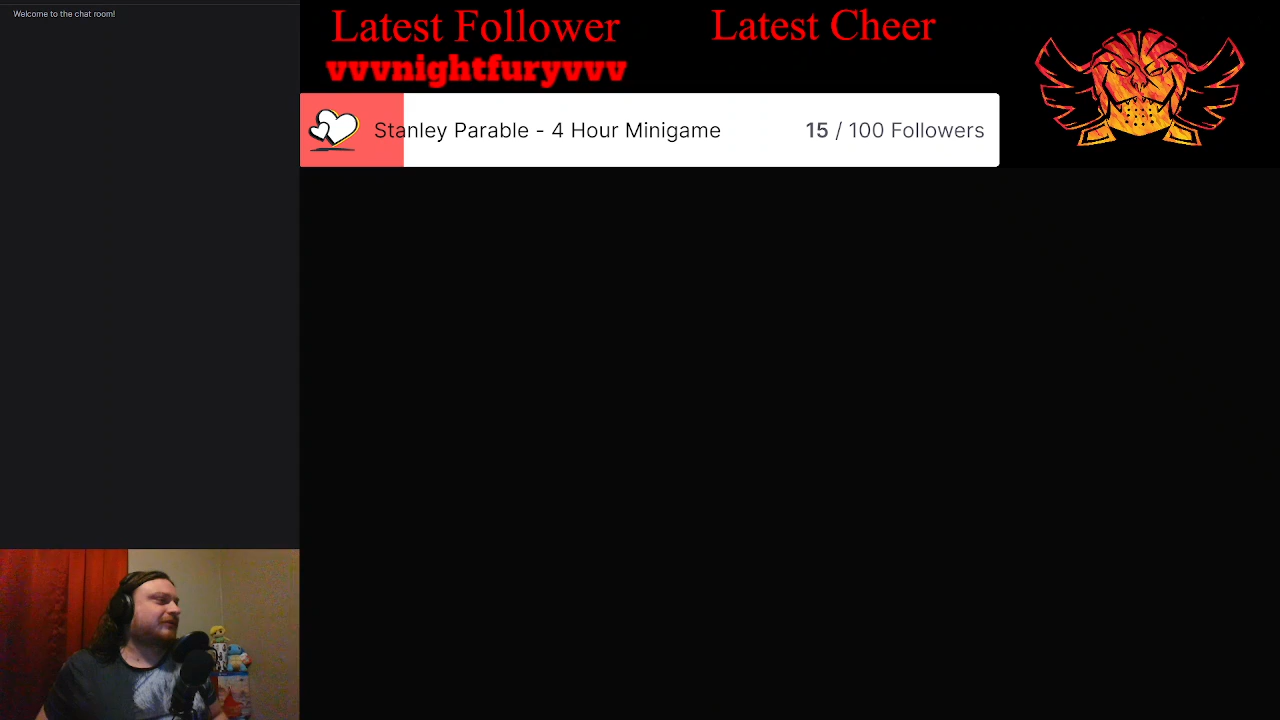 Welcome to the chat room!
Latest Follower
vvvnightfuryvvv
Latest Cheer
Stanley Parable - 4 Hour Minigame
15 / 100 Followers